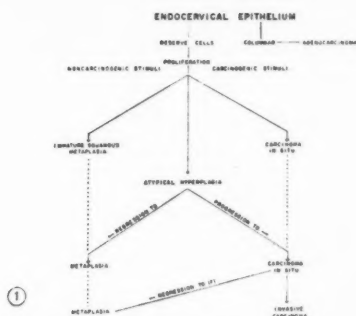 ENDOCERVICAL EPITHELIUM
RESERVE CELLS COLUMNAR ADENOCARCINOMA
PROLIFERATION
NONCARCINOGENIC STIMULI CARCINOGENIC STIMULI
IMMATURE SQUAMOUS METAPLASIA CARCINOMA IN SITU
ATYPICAL HYPERPLASIA
REGRESSION TO PROGRESSION TO
METAPLASIA CARCINOMA IN SITU
REGRESSION TO (?)
METAPLASIA INVASIVE CARCINOMA
1